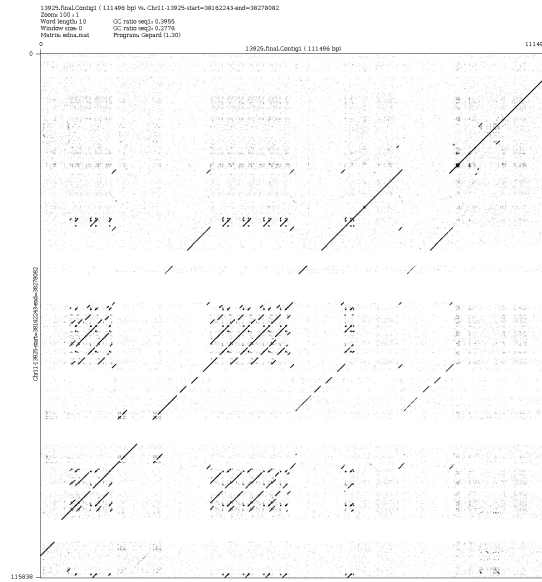 13925.final.Contig1 ( 111496 bp) vs. Chr11-13925-start=38162243-end=38278082
Zoom: 100 : 1
Word length: 10 GC ratio seq1: 0.3955
Window size: 0 GC ratio seq2: 0.2776
Matrix: edna.mat Program: Gepard (1.30)
0 11149
13925.final.Contig1 ( 111496 bp)
0
Chr11-13925-start=38162243-end=38278082
115838